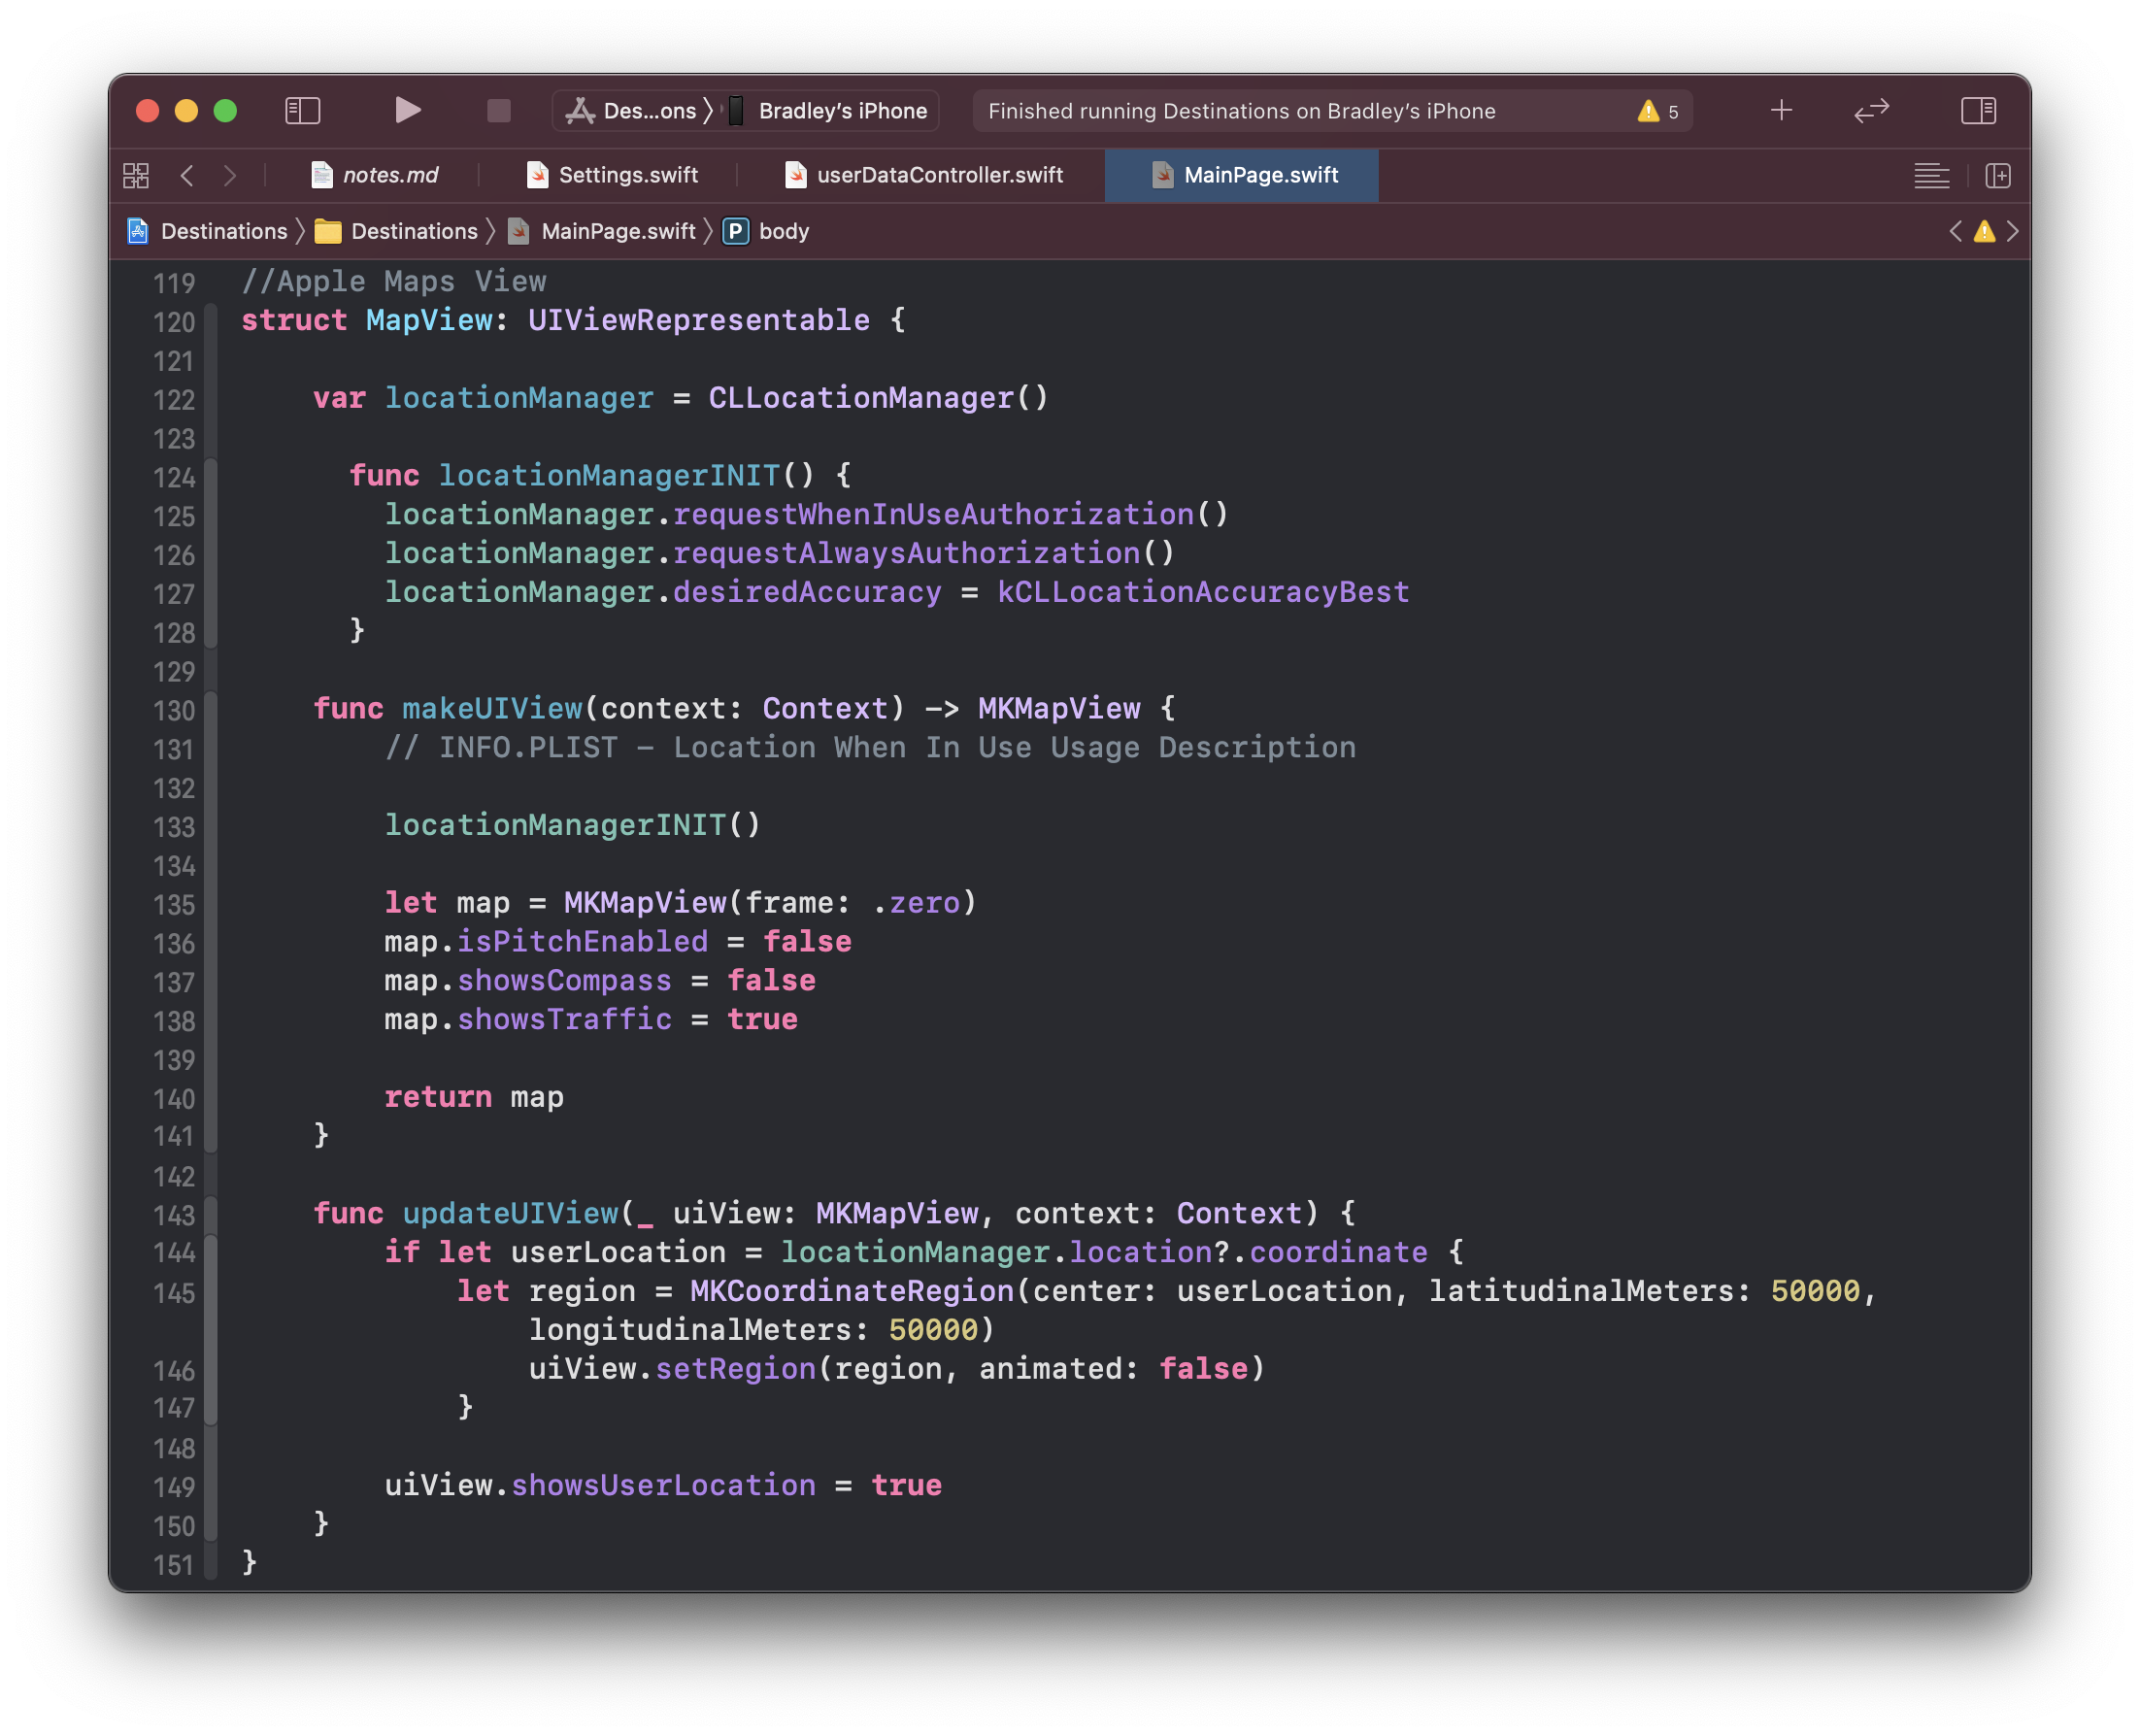 Des...ons 〉 Bradley’s iPhone Finished running Destinations on Bradley’s iPhone 5
notes.md Settings.swift userDataController.swift MainPage.swift
Destinations 〉 Destinations 〉 MainPage.swift 〉 P body
119 //Apple Maps View
120 struct MapView: UIViewRepresentable {
121
122 var locationManager = CLLocationManager()
123
124 func locationManagerINIT() {
125 locationManager.requestWhenInUseAuthorization()
126 locationManager.requestAlwaysAuthorization()
127 locationManager.desiredAccuracy = kCLLocationAccuracyBest
128 }
129
130 func makeUIView(context: Context) -> MKMapView {
131 // INFO.PLIST - Location When In Use Usage Description
132
133 locationManagerINIT()
134
135 let map = MKMapView(frame: .zero)
136 map.isPitchEnabled = false
137 map.showsCompass = false
138 map.showsTraffic = true
139
140 return map
141 }
142
143 func updateUIView(_ uiView: MKMapView, context: Context) {
144 if let userLocation = locationManager.location?.coordinate {
145 let region = MKCoordinateRegion(center: userLocation, latitudinalMeters: 50000,
longitudinalMeters: 50000)
146 uiView.setRegion(region, animated: false)
147 }
148
149 uiView.showsUserLocation = true
150 }
151 }